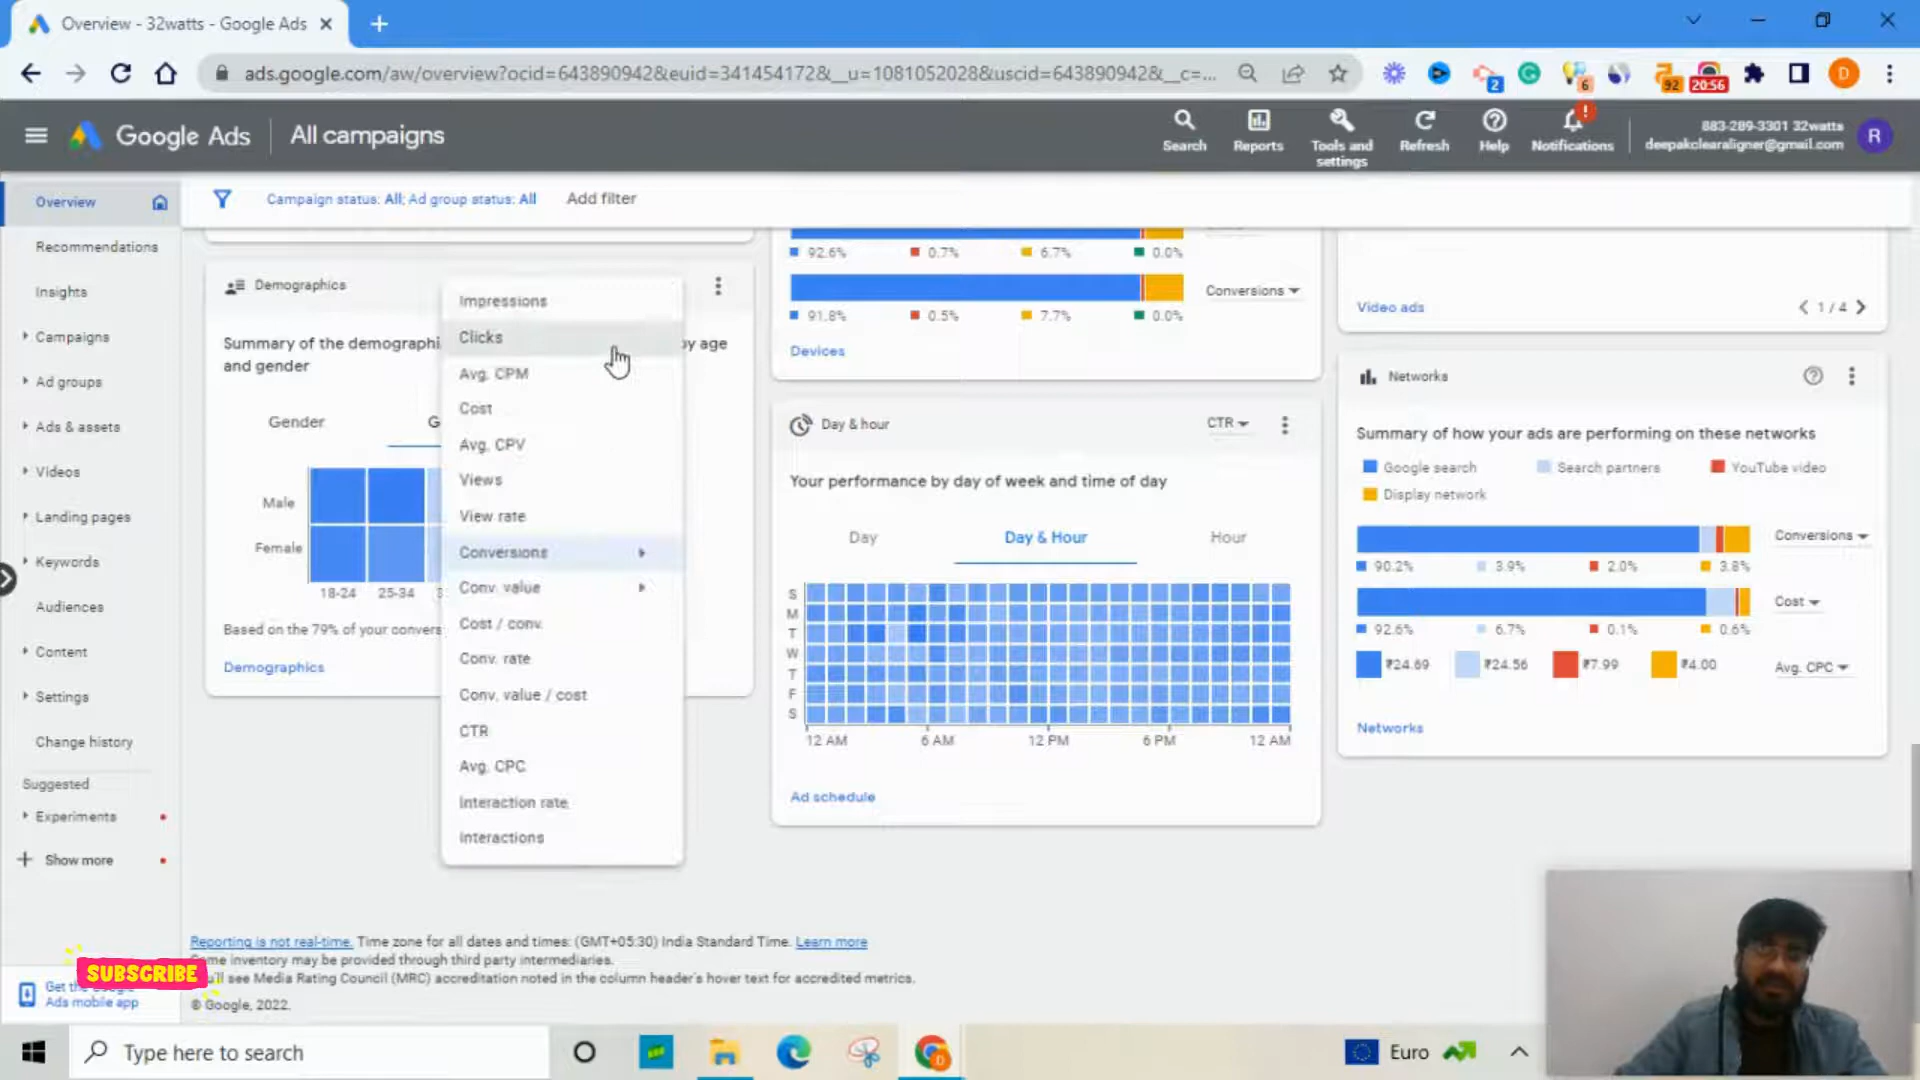 Overview - 32watts - Google Ads
ads.google.com/aw/overview?ocid=643890942&euid=341454172&__u=1081052028&uscid=643890942&__c=...
2
6
92
20:56
D
Google Ads
All campaigns
Search
Reports
Tools and
settings
Refresh
Help
Notifications
883-289-3301 32watts
deepakclearaligner@gmail.com
R
Overview
Recommendations
Insights
Campaigns
Ad groups
Ads & assets
Videos
Landing pages
Keywords
Audiences
Content
Settings
Change history
Suggested
Experiments
Show more
Campaign status: All; Ad group status: All
Add filter
Demographics
Summary of the demographi
by age
and gender
Gender
G
Male
Female
18-24
25-34
Based on the 79% of your convers
Demographics
Impressions
Clicks
Avg. CPM
Cost
Avg. CPV
Views
View rate
Conversions
Conv. value
Cost / conv.
Conv. rate
Conv. value / cost
CTR
Avg. CPC
Interaction rate
Interactions
92.6%
0.7%
6.7%
0.0%
Conversions
91.8%
0.5%
7.7%
0.0%
Devices
Day & hour
CTR
Your performance by day of week and time of day
Day
Day & Hour
Hour
S
M
T
W
T
F
S
12 AM
6 AM
12 PM
6 PM
12 AM
Ad schedule
Video ads
1 / 4
Networks
Summary of how your ads are performing on these networks
Google search
Search partners
YouTube video
Display network
Conversions
90.2%
3.9%
2.0%
3.8%
Cost
92.6%
6.7%
0.1%
0.6%
₹24.69
₹24.56
₹7.99
₹4.00
Avg. CPC
Networks
Reporting is not real-time. Time zone for all dates and times: (GMT+05:30) India Standard Time. Learn more
Some inventory may be provided through third party intermediaries.
'll see Media Rating Council (MRC) accreditation noted in the column header's hover text for accredited metrics.
© Google, 2022.
SUBSCRIBE
Get the Google
Ads mobile app
Type here to search
Euro